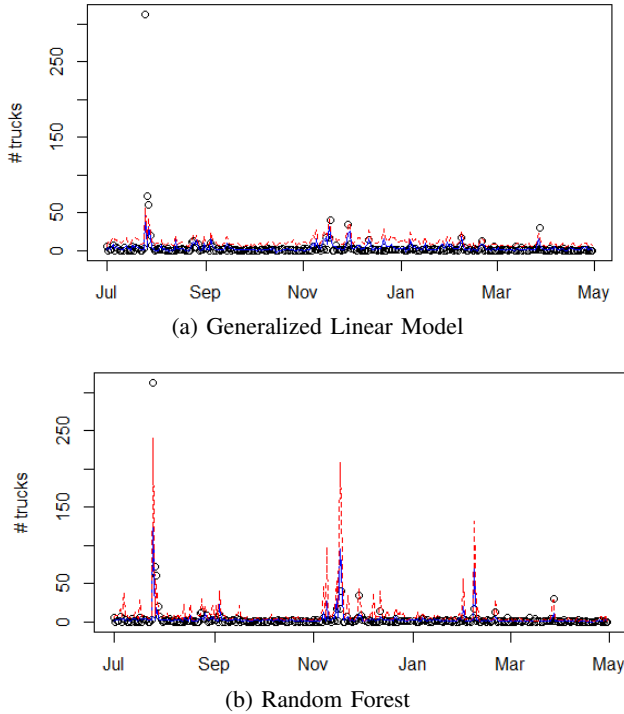 250
150
50
0
# trucks
Jul Sep Nov Jan Mar May
(a) Generalized Linear Model
250
150
50
0
# trucks
Jul Sep Nov Jan Mar May
(b) Random Forest